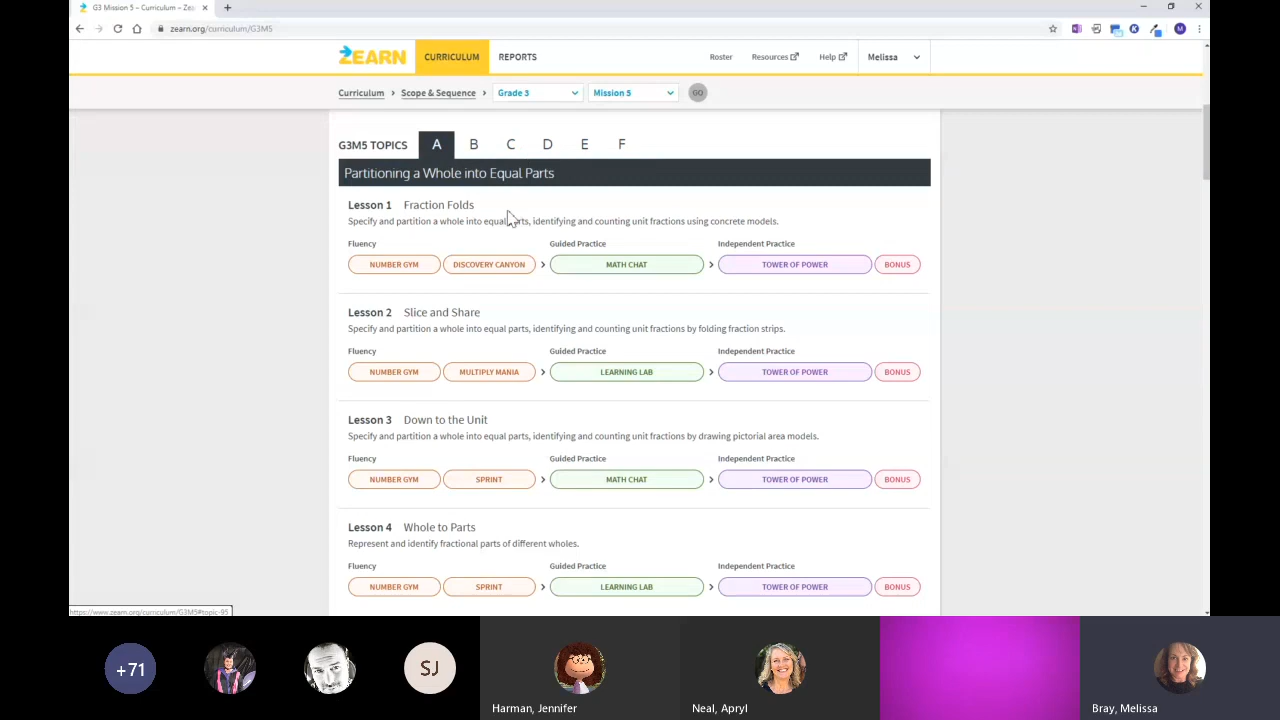 G3 Mission 5 – Curriculum – Ze
zearn.org/curriculum/G3M5
M
ZEARN
CURRICULUM
REPORTS
Roster
Resources
Help
Melissa
Curriculum
Scope & Sequence
Grade 3
Mission 5
GO
G3M5 TOPICS
A
B
C
D
E
F
Partitioning a Whole into Equal Parts
Lesson 1 Fraction Folds
Specify and partition a whole into equal parts, identifying and counting unit fractions using concrete models.
Fluency
Guided Practice
Independent Practice
NUMBER GYM
DISCOVERY CANYON
MATH CHAT
TOWER OF POWER
BONUS
Lesson 2 Slice and Share
Specify and partition a whole into equal parts, identifying and counting unit fractions by folding fraction strips.
Fluency
Guided Practice
Independent Practice
NUMBER GYM
MULTIPLY MANIA
LEARNING LAB
TOWER OF POWER
BONUS
Lesson 3 Down to the Unit
Specify and partition a whole into equal parts, identifying and counting unit fractions by drawing pictorial area models.
Fluency
Guided Practice
Independent Practice
NUMBER GYM
SPRINT
MATH CHAT
TOWER OF POWER
BONUS
Lesson 4 Whole to Parts
Represent and identify fractional parts of different wholes.
Fluency
Guided Practice
Independent Practice
NUMBER GYM
SPRINT
LEARNING LAB
TOWER OF POWER
BONUS
https://www.zearn.org/curriculum/G3M5#topic-95
+71
SJ
Harman, Jennifer
Neal, Apryl
Bray, Melissa